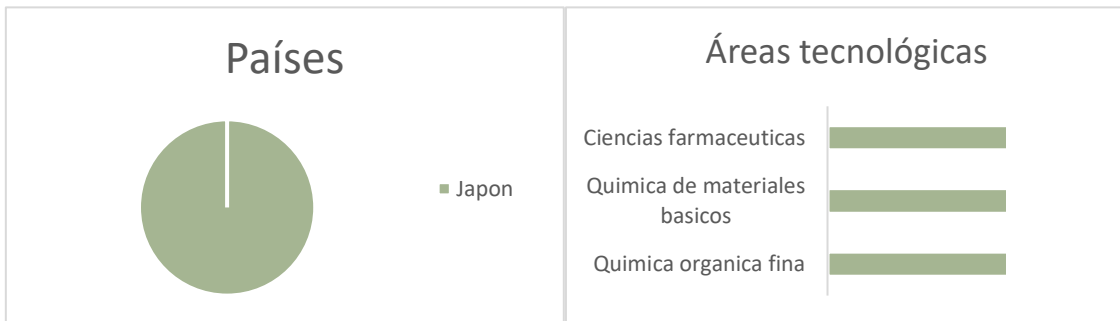 Países
Japon
Áreas tecnológicas
Ciencias farmaceuticas
Quimica de materiales
basicos
Quimica organica fina